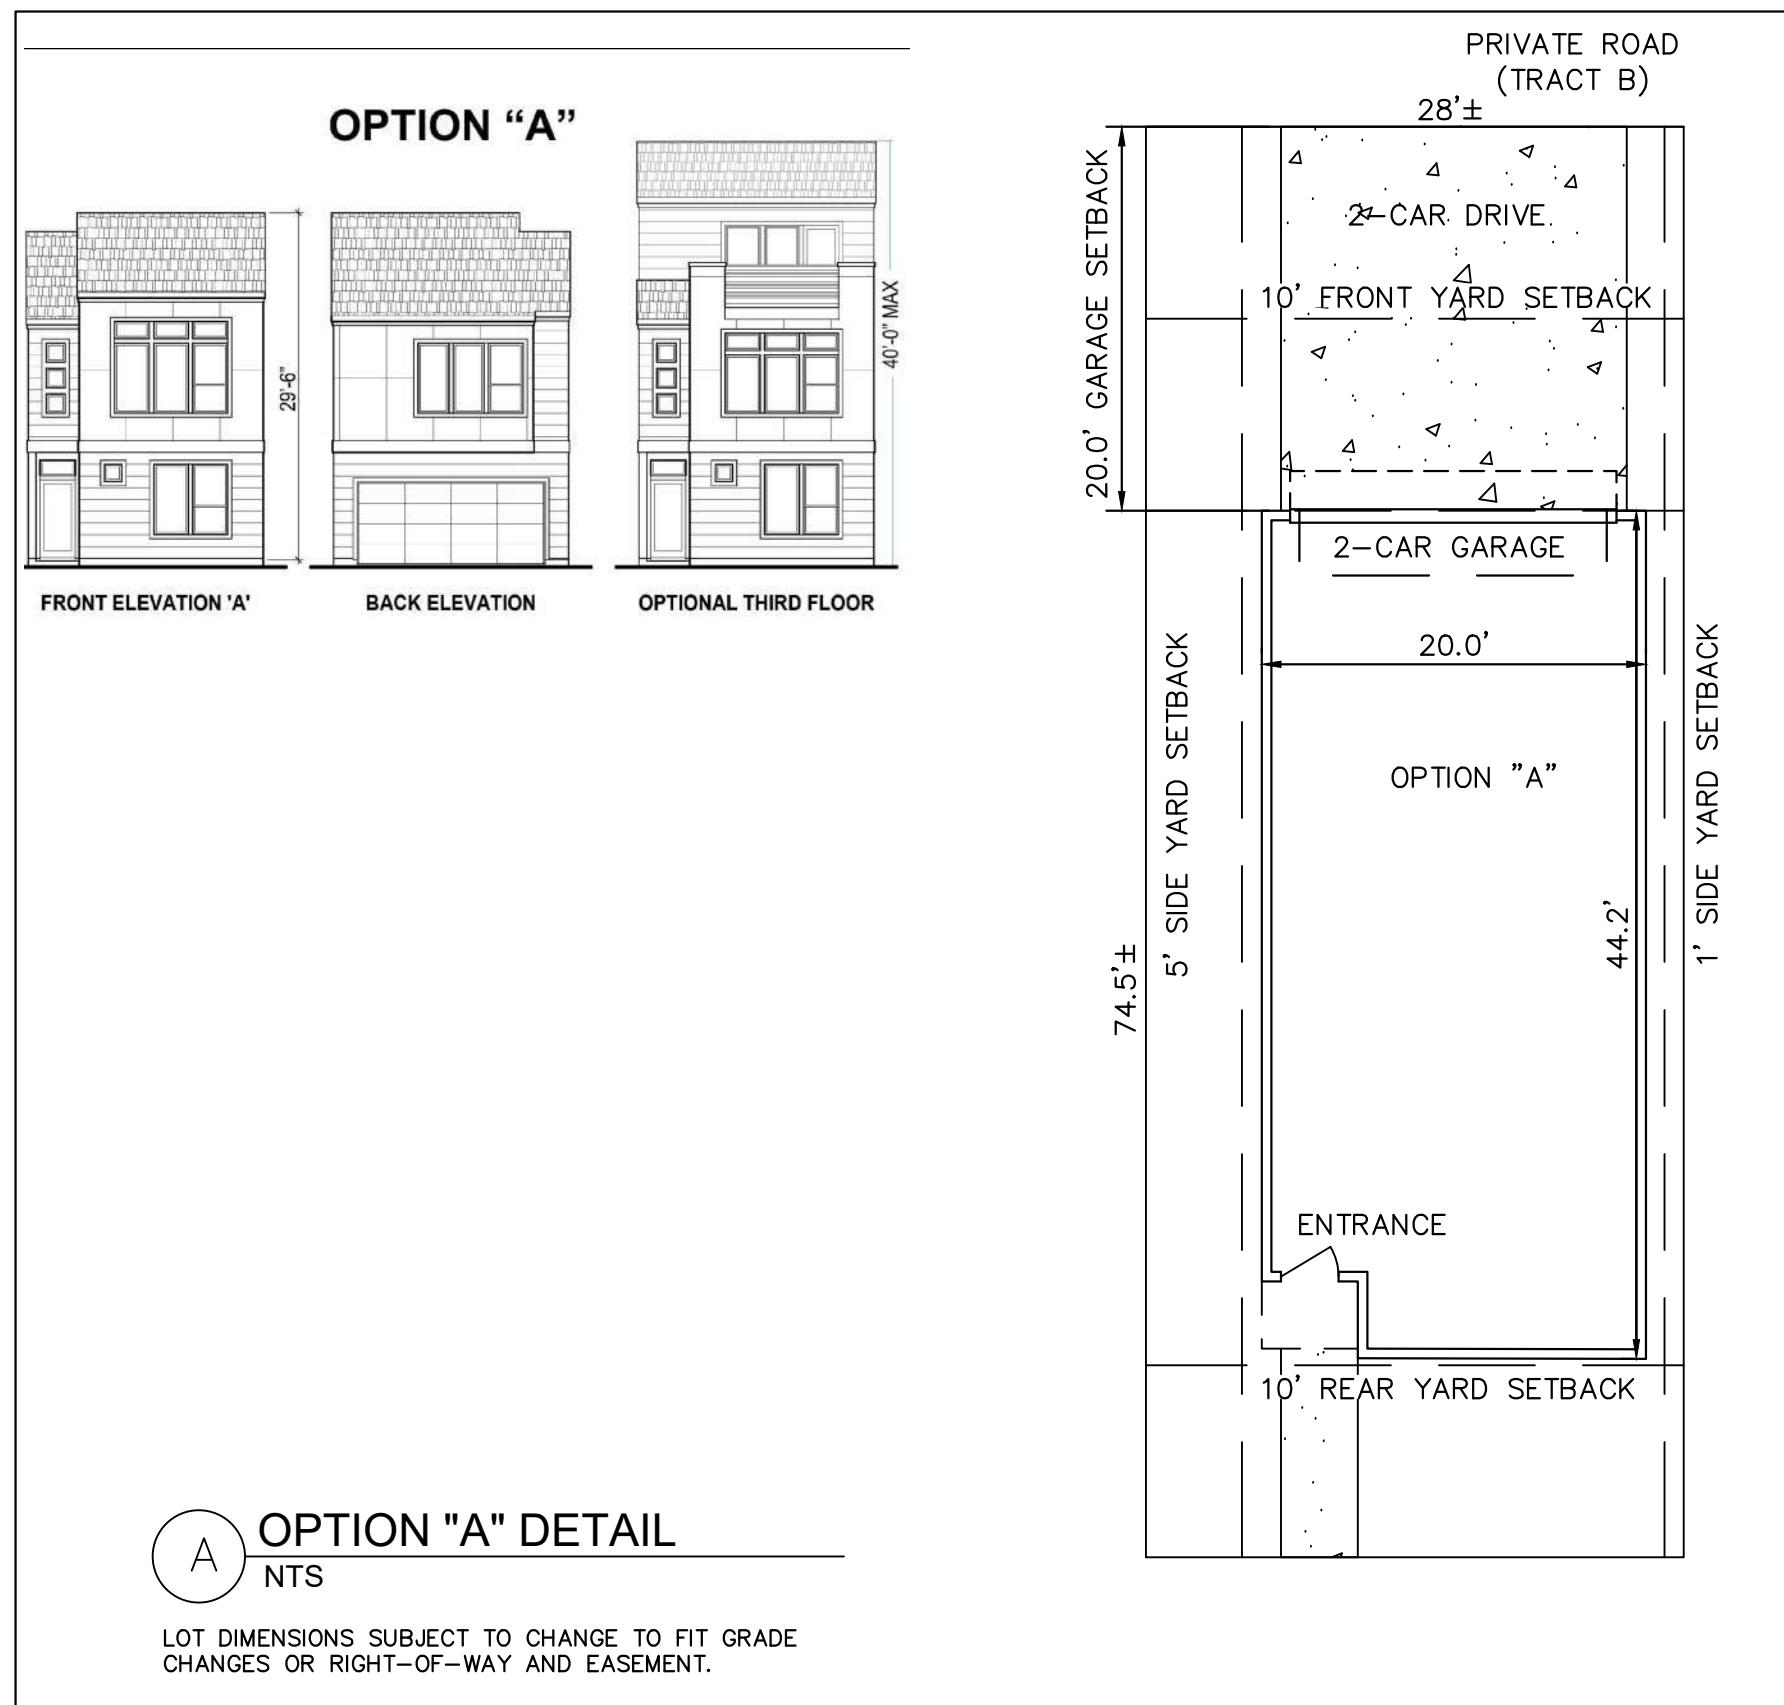 OPTION “A”
29'-6"
40'-0" MAX
FRONT ELEVATION 'A'
BACK ELEVATION
OPTIONAL THIRD FLOOR
PRIVATE ROAD
(TRACT B)
28'±
20.0' GARAGE SETBACK
2-CAR DRIVE
10' FRONT YARD SETBACK
2-CAR GARAGE
20.0'
5' SIDE YARD SETBACK
1' SIDE YARD SETBACK
OPTION "A"
44.2'
74.5'±
ENTRANCE
10' REAR YARD SETBACK
A
OPTION "A" DETAIL
NTS
LOT DIMENSIONS SUBJECT TO CHANGE TO FIT GRADE
CHANGES OR RIGHT-OF-WAY AND EASEMENT.